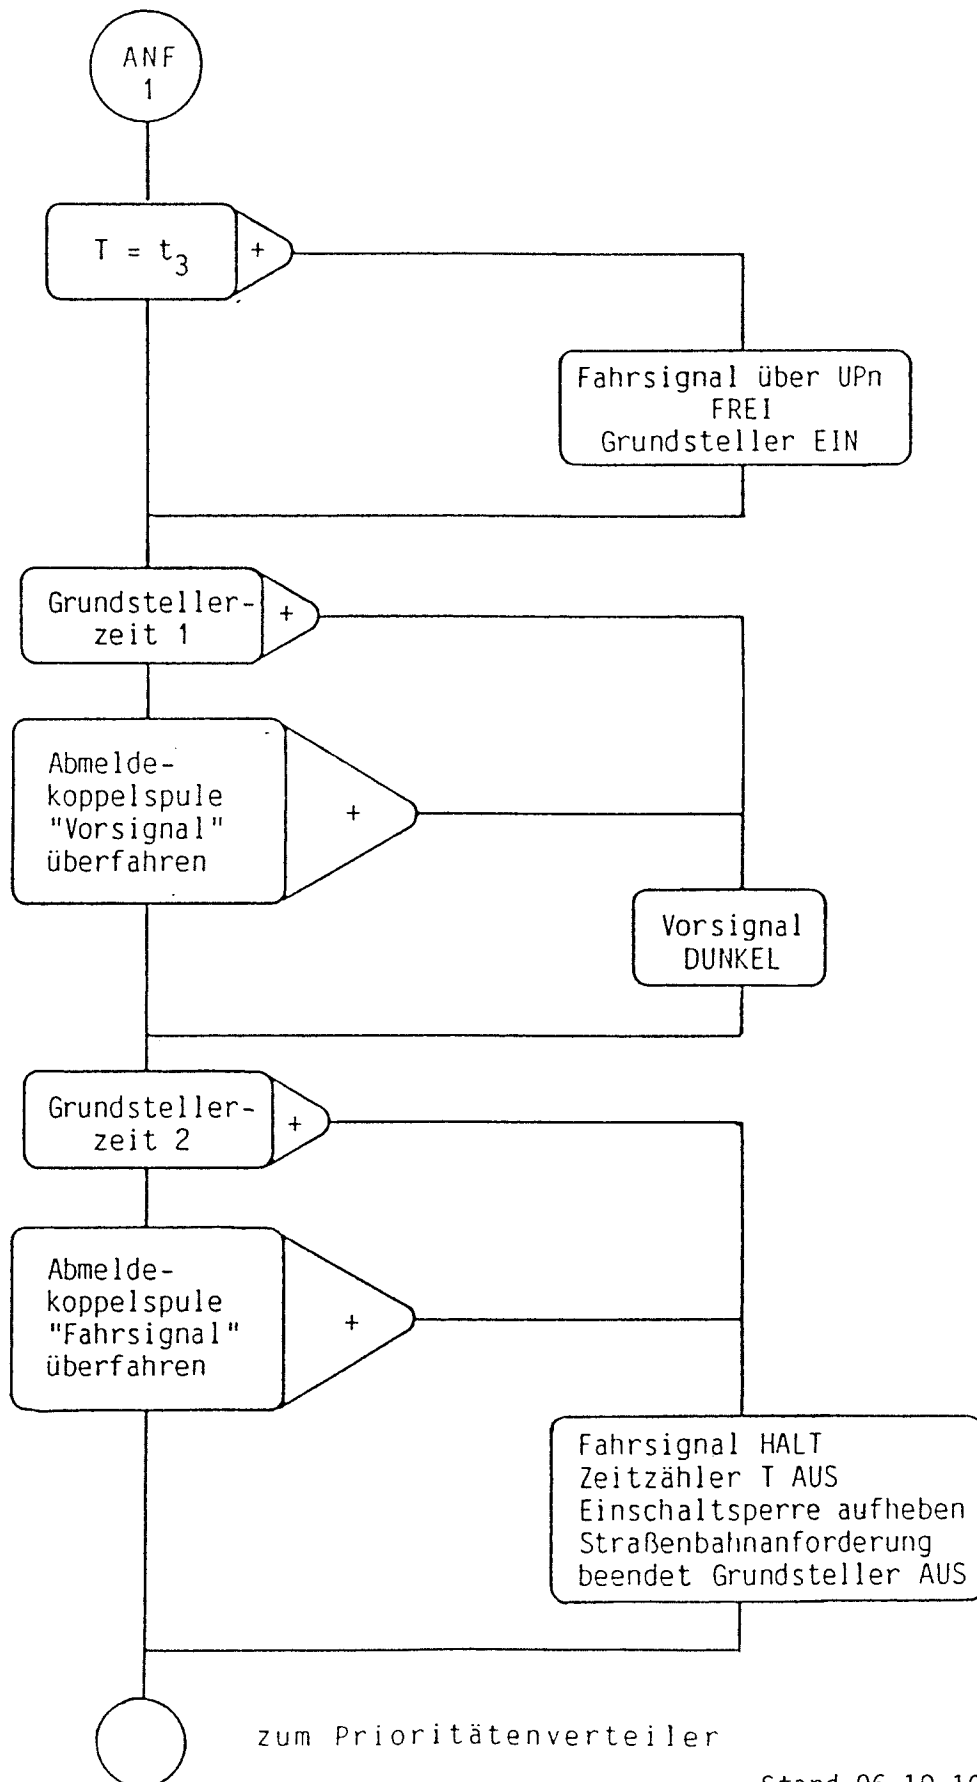 ANF
1
T = t3
+
Fahrsignal über UPn
FREI
Grundsteller EIN
Grundsteller-
zeit 1
+
Abmelde-
koppelspule
"Vorsignal"
überfahren
+
Vorsignal
DUNKEL
Grundsteller-
zeit 2
+
Abmelde-
koppelspule
"Fahrsignal"
überfahren
+
Fahrsignal HALT
Zeitzähler T AUS
Einschaltsperre aufheben
Straßenbahnanforderung
beendet Grundsteller AUS
zum Prioritätenverteiler
Stand